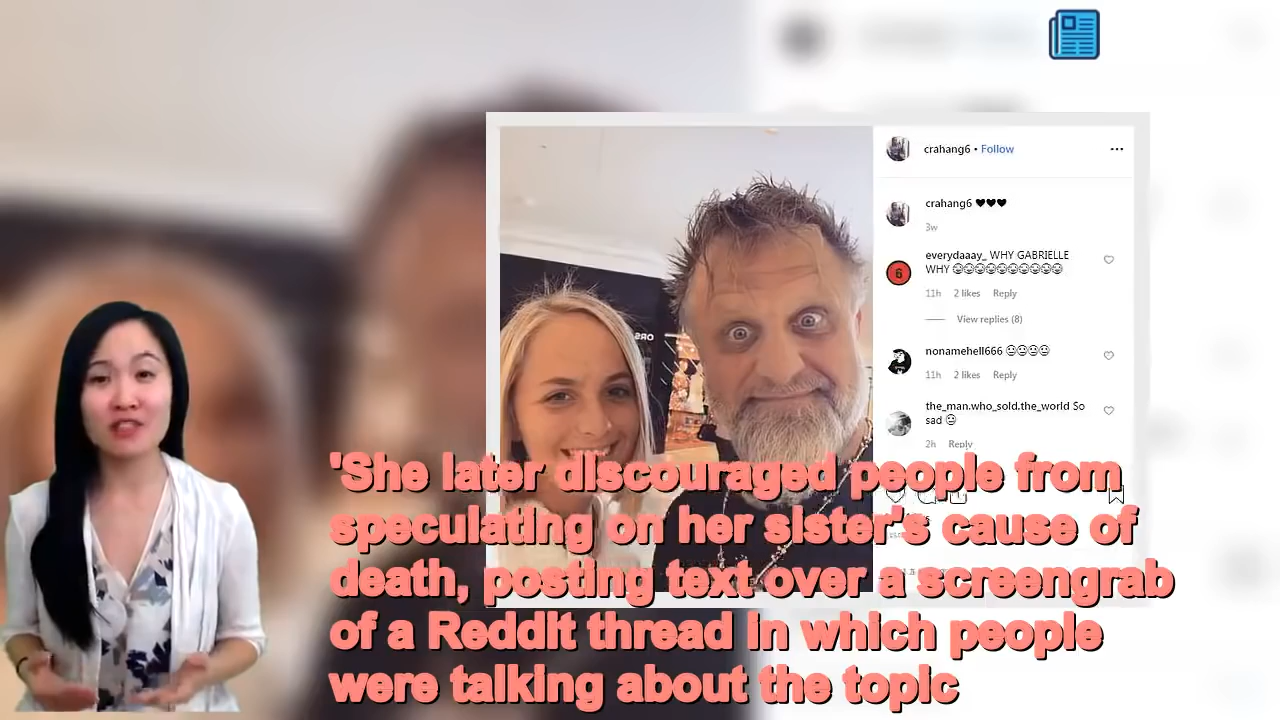 crahang6 • Follow
crahang6 ♥♥♥
3w
everydaaay_ WHY GABRIELLE
WHY 😢😢😢😢😢😢😢😢😢😢
11h 2 likes Reply
View replies (8)
nonamehell666 😢😢😢😢
11h 2 likes Reply
the_man.who_sold.the_world So
sad 😢
2h Reply
'She later discouraged people from
speculating on her sister's cause of
death, posting text over a screengrab
of a Reddit thread in which people
were talking about the topic